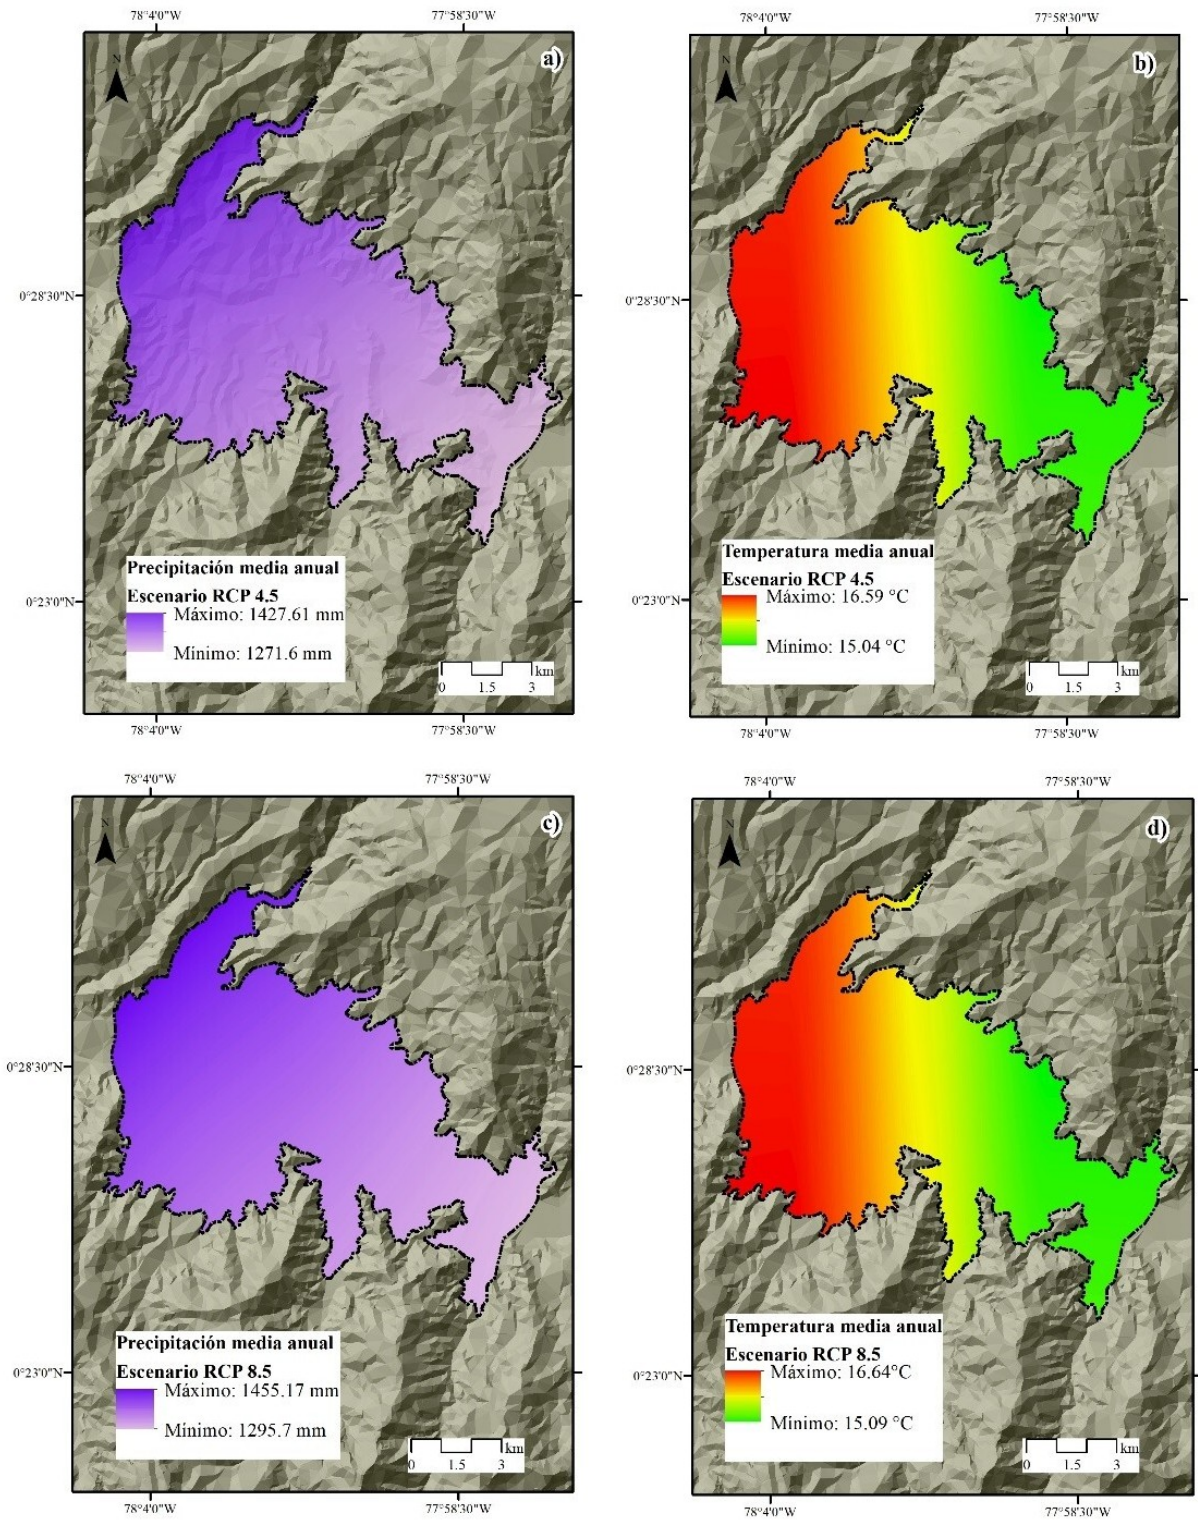 78°4'0"W 77°58'30"W
N
a)
0°28'30"N
0°23'0"N
Precipitación media anual
Escenario RCP 4.5
Máximo: 1427.61 mm
Mínimo: 1271.6 mm
km
0 1.5 3
78°4'0"W 77°58'30"W
78°4'0"W 77°58'30"W
N
b)
0°28'30"N
0°23'0"N
Temperatura media anual
Escenario RCP 4.5
Máximo: 16.59 °C
Mínimo: 15.04 °C
km
0 1.5 3
78°4'0"W 77°58'30"W
78°4'0"W 77°58'30"W
N
c)
0°28'30"N
0°23'0"N
Precipitación media anual
Escenario RCP 8.5
Máximo: 1455.17 mm
Mínimo: 1295.7 mm
km
0 1.5 3
78°4'0"W 77°58'30"W
78°4'0"W 77°58'30"W
N
d)
0°28'30"N
0°23'0"N
Temperatura media anual
Escenario RCP 8.5
Máximo: 16.64°C
Mínimo: 15.09 °C
km
0 1.5 3
78°4'0"W 77°58'30"W